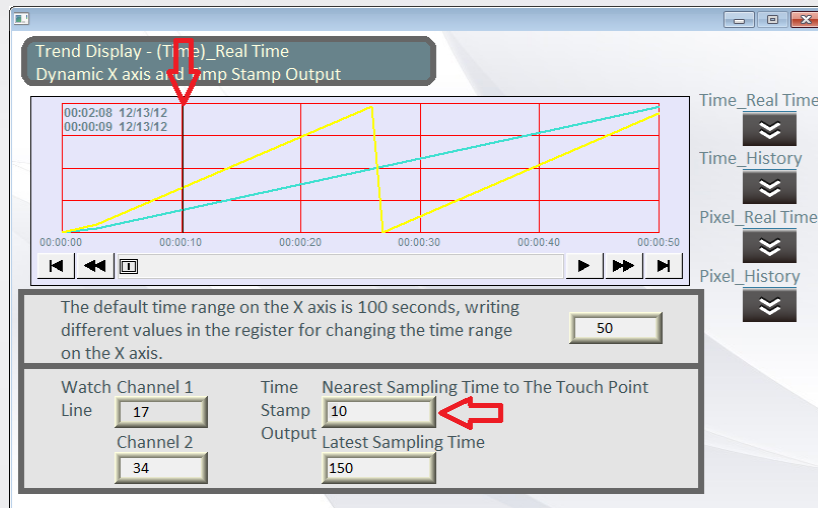 Trend Display - (Time)_Real Time
Dynamic X axis and Timp Stamp Output
00:02:08 12/13/12
00:00:09 12/13/12
00:00:00 00:00:10 00:00:20 00:00:30 00:00:40 00:00:50
Time_Real Time
Time_History
Pixel_Real Time
Pixel_History
The default time range on the X axis is 100 seconds, writing
different values in the register for changing the time range
on the X axis.
50
Watch Line
Channel 1
17
Channel 2
34
Time Stamp Output
Nearest Sampling Time to The Touch Point
10
Latest Sampling Time
150